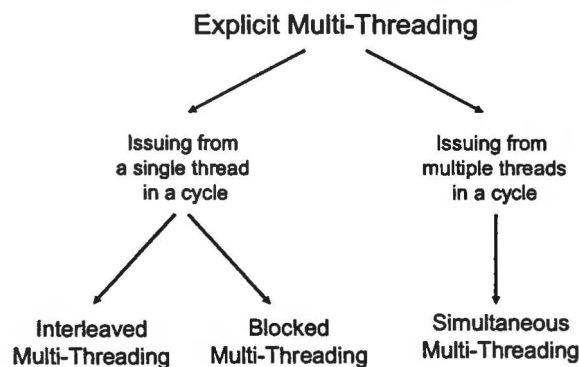 Explicit Multi-Threading
Issuing from
a single thread
in a cycle
Issuing from
multiple threads
in a cycle
Interleaved
Multi-Threading
Blocked
Multi-Threading
Simultaneous
Multi-Threading